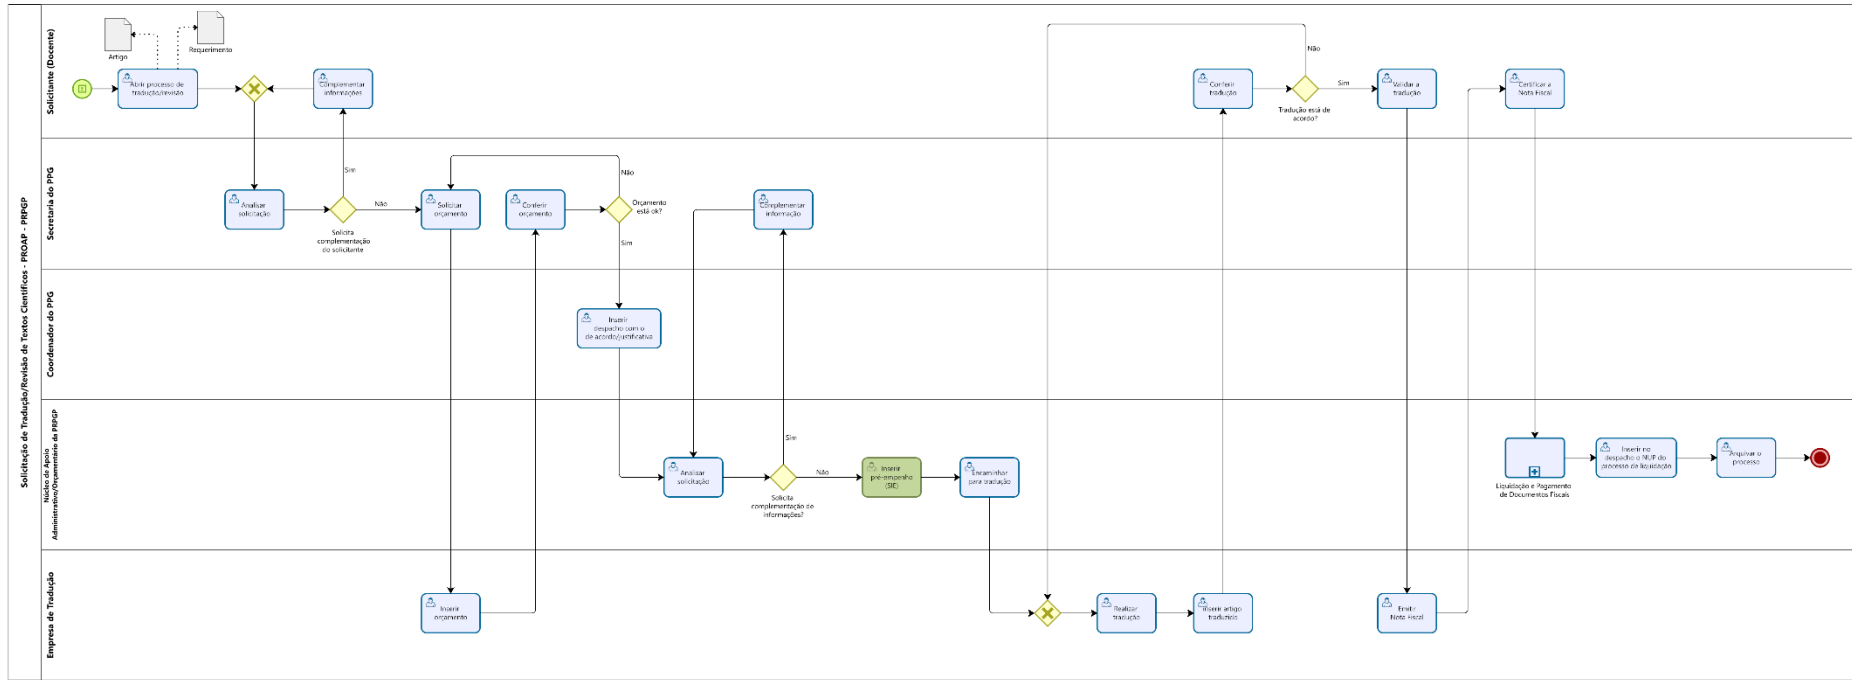 Solicitação de Tradução/Revisão de Textos Científicos - PROAP - PRPGP
Solicitante (Docente)
Artigo
Requerimento
Abrir processo de
tradução/revisão
Complementar
informações
Conferir
tradução
Não
Tradução está de
acordo?
Sim
Validar a
tradução
Certificar a
Nota Fiscal
Secretaria do PPG
Analisar
solicitação
Sim
Solicita
complementação
do solicitante
Não
Solicitar
orçamento
Conferir
orçamento
Não
Orçamento
está ok?
Sim
Complementar
informação
Coordenador do PPG
Inserir
despacho com o
de acordo/justificativa
Núcleo de Apoio
Administrativo/Orçamentário da PRPGP
Analisar
solicitação
Sim
Solicita
complementação de
informações?
Não
Inserir
pré-empenho
(SIE)
Encaminhar
para tradução
Liquidação e Pagamento
de Documentos Fiscais
Inserir no
despacho o NUP do
processo de liquidação
Arquivar o
processo
Empresa de Tradução
Inserir
orçamento
Realizar
tradução
Inserir artigo
traduzido
Emitir
Nota Fiscal